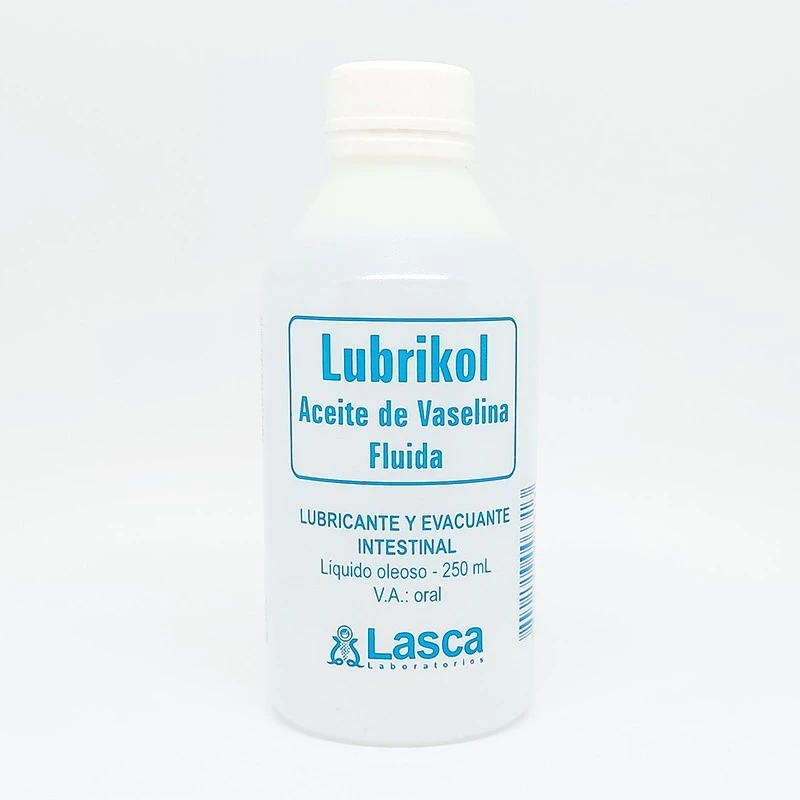 Lubrikol
Aceite de Vaselina
Fluida
LUBRICANTE Y EVACUANTE
INTESTINAL
Líquido oleoso - 250 mL
V.A.: oral
Lasca
Laboratorios